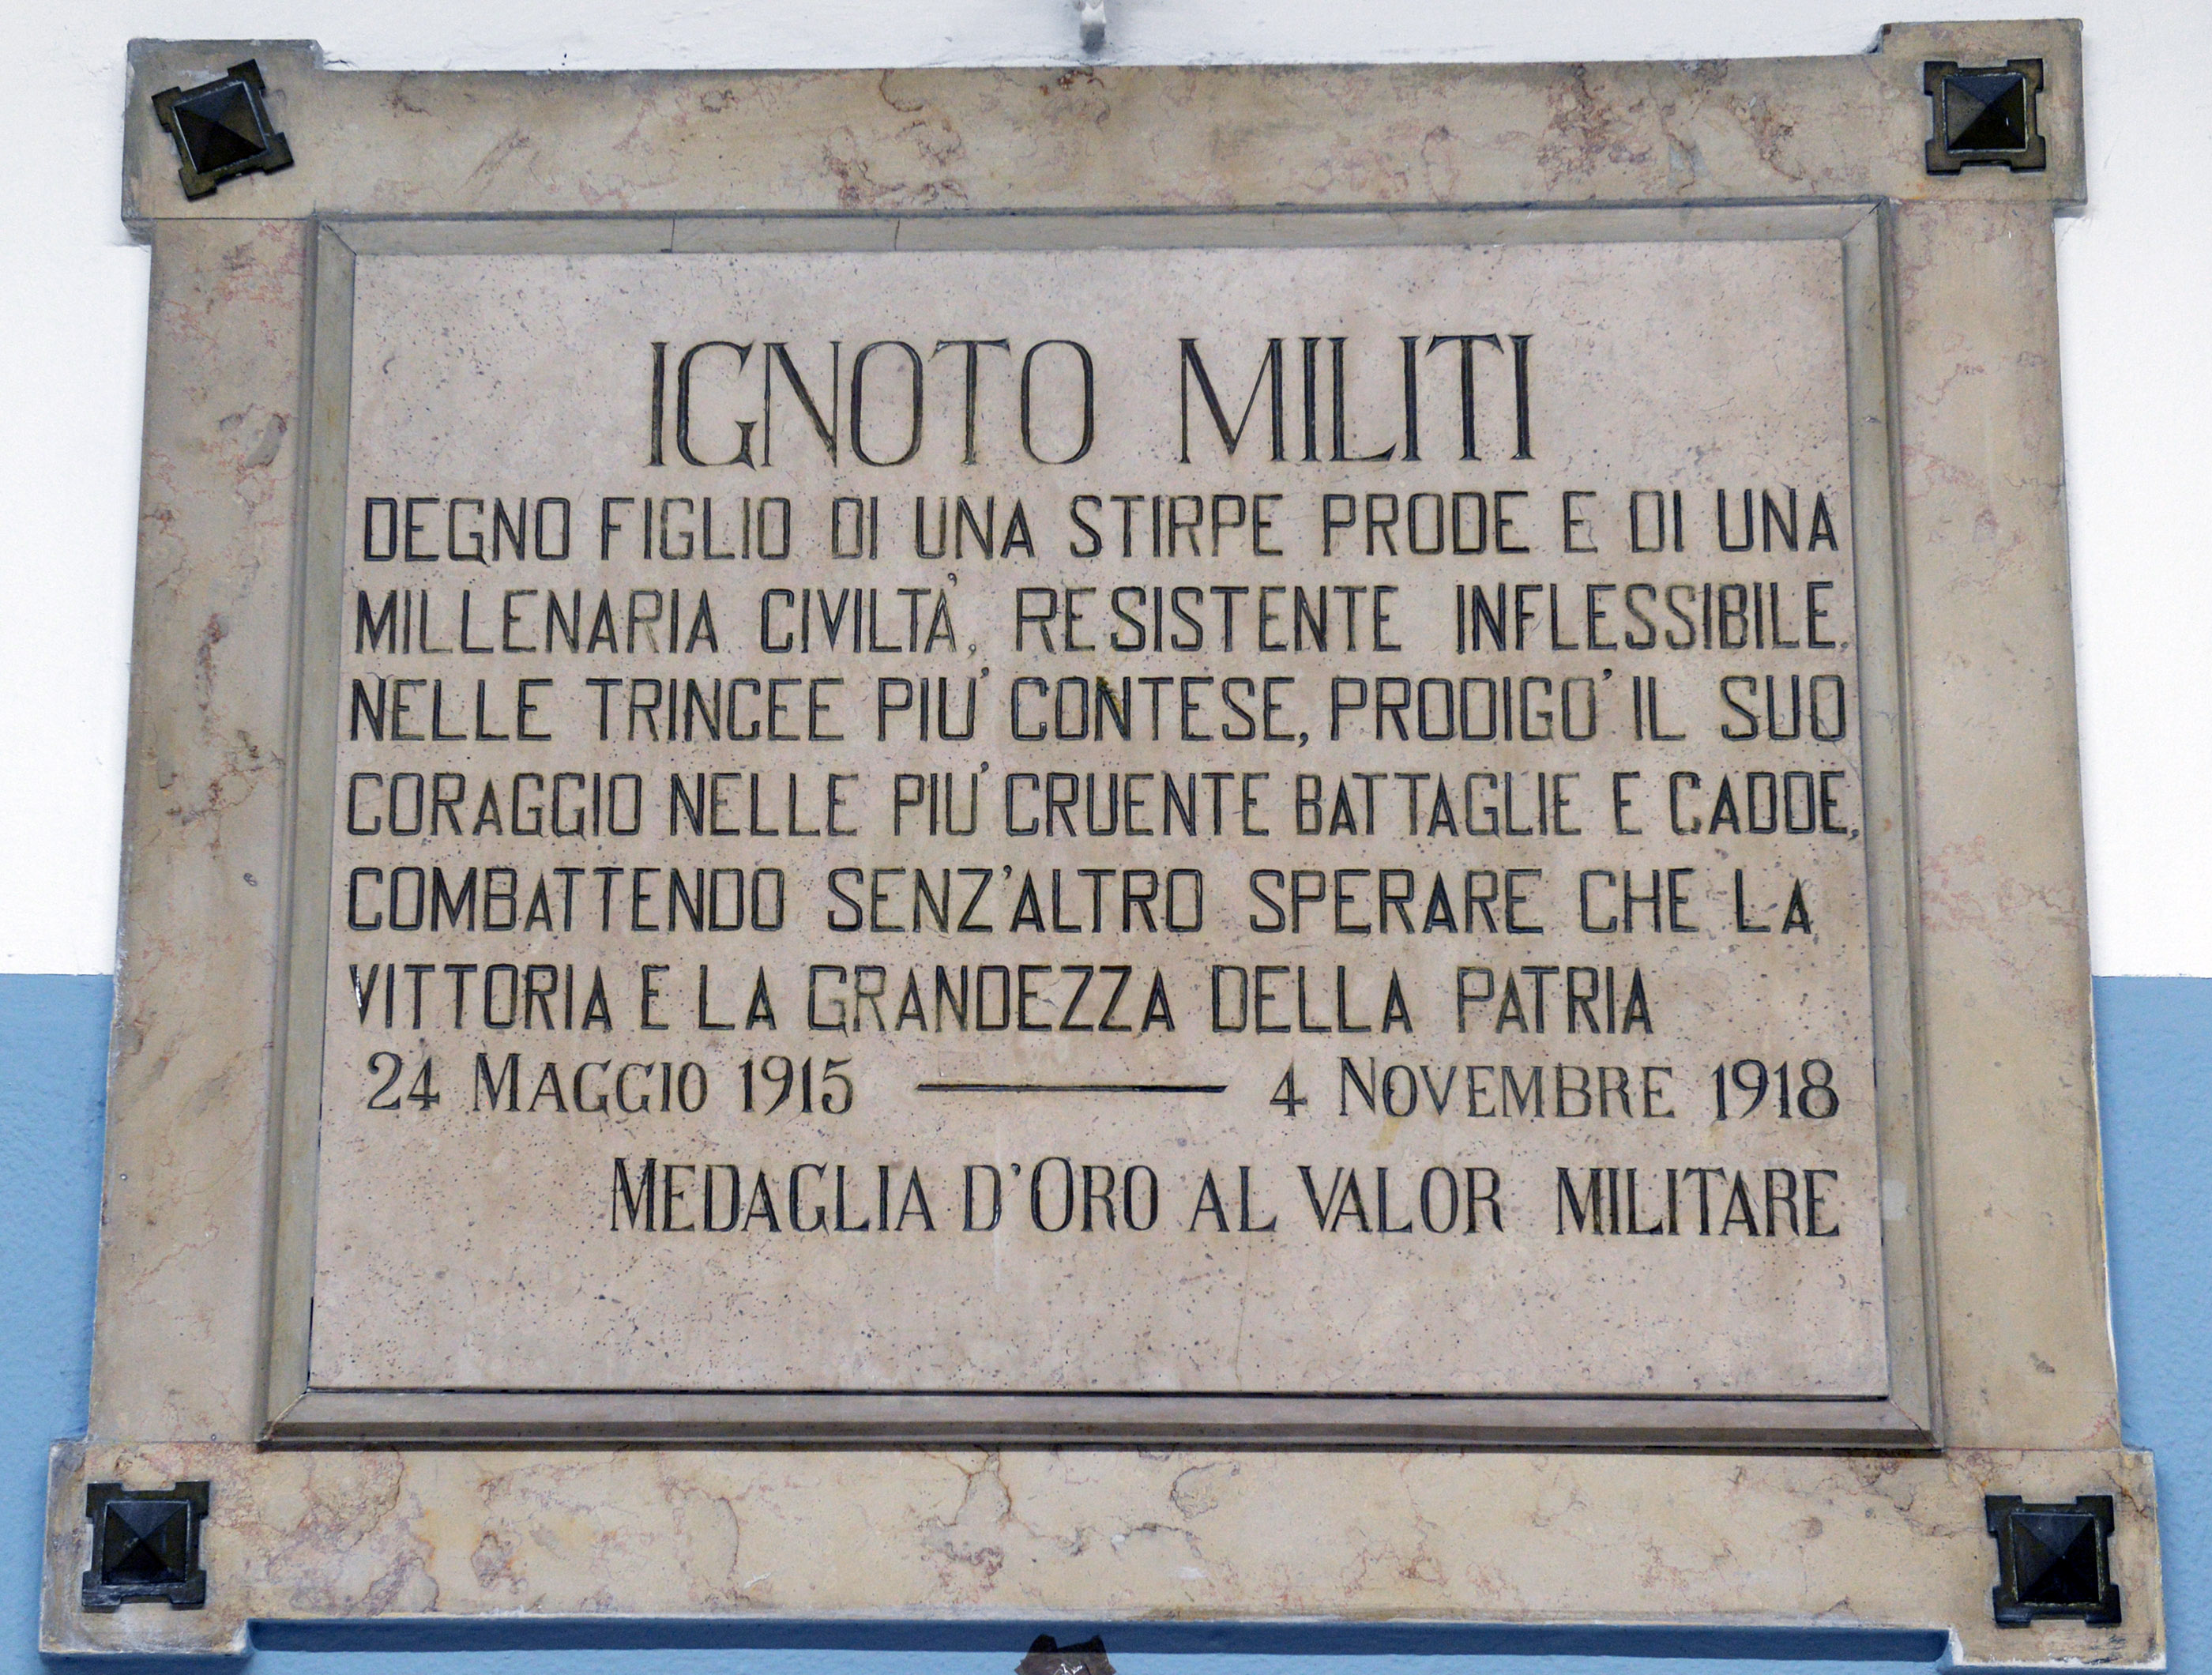 IGNOTO MILITI
DEGNO FIGLIO DI UNA STIRPE PRODE E DI UNA
MILLENARIA CIVILTA', RESISTENTE INFLESSIBILE,
NELLE TRINCEE PIU' CONTESE, PRODIGO' IL SUO
CORAGGIO NELLE PIU' CRUENTE BATTAGLIE E CADDE,
COMBATTENDO SENZ'ALTRO SPERARE CHE LA
VITTORIA E LA GRANDEZZA DELLA PATRIA
24 MAGGIO 1915 — 4 NOVEMBRE 1918
MEDAGLIA D'ORO AL VALOR MILITARE